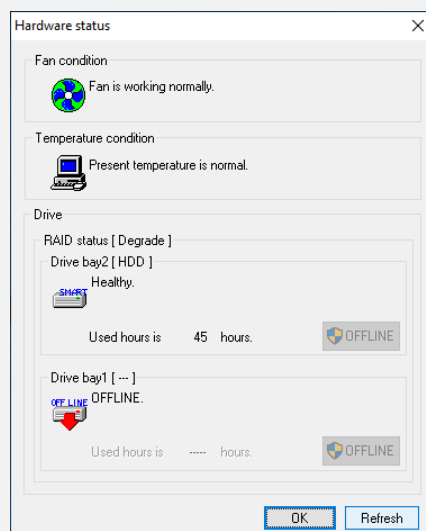 Hardware status
Fan condition
Fan is working normally.
Temperature condition
Present temperature is normal.
Drive
RAID status [ Degrade ]
Drive bay2 [ HDD ]
SMART
Healthy.
Used hours is 45 hours.
OFFLINE
Drive bay1 [ --- ]
OFF LINE
OFFLINE.
Used hours is ----- hours.
OFFLINE
OK Refresh